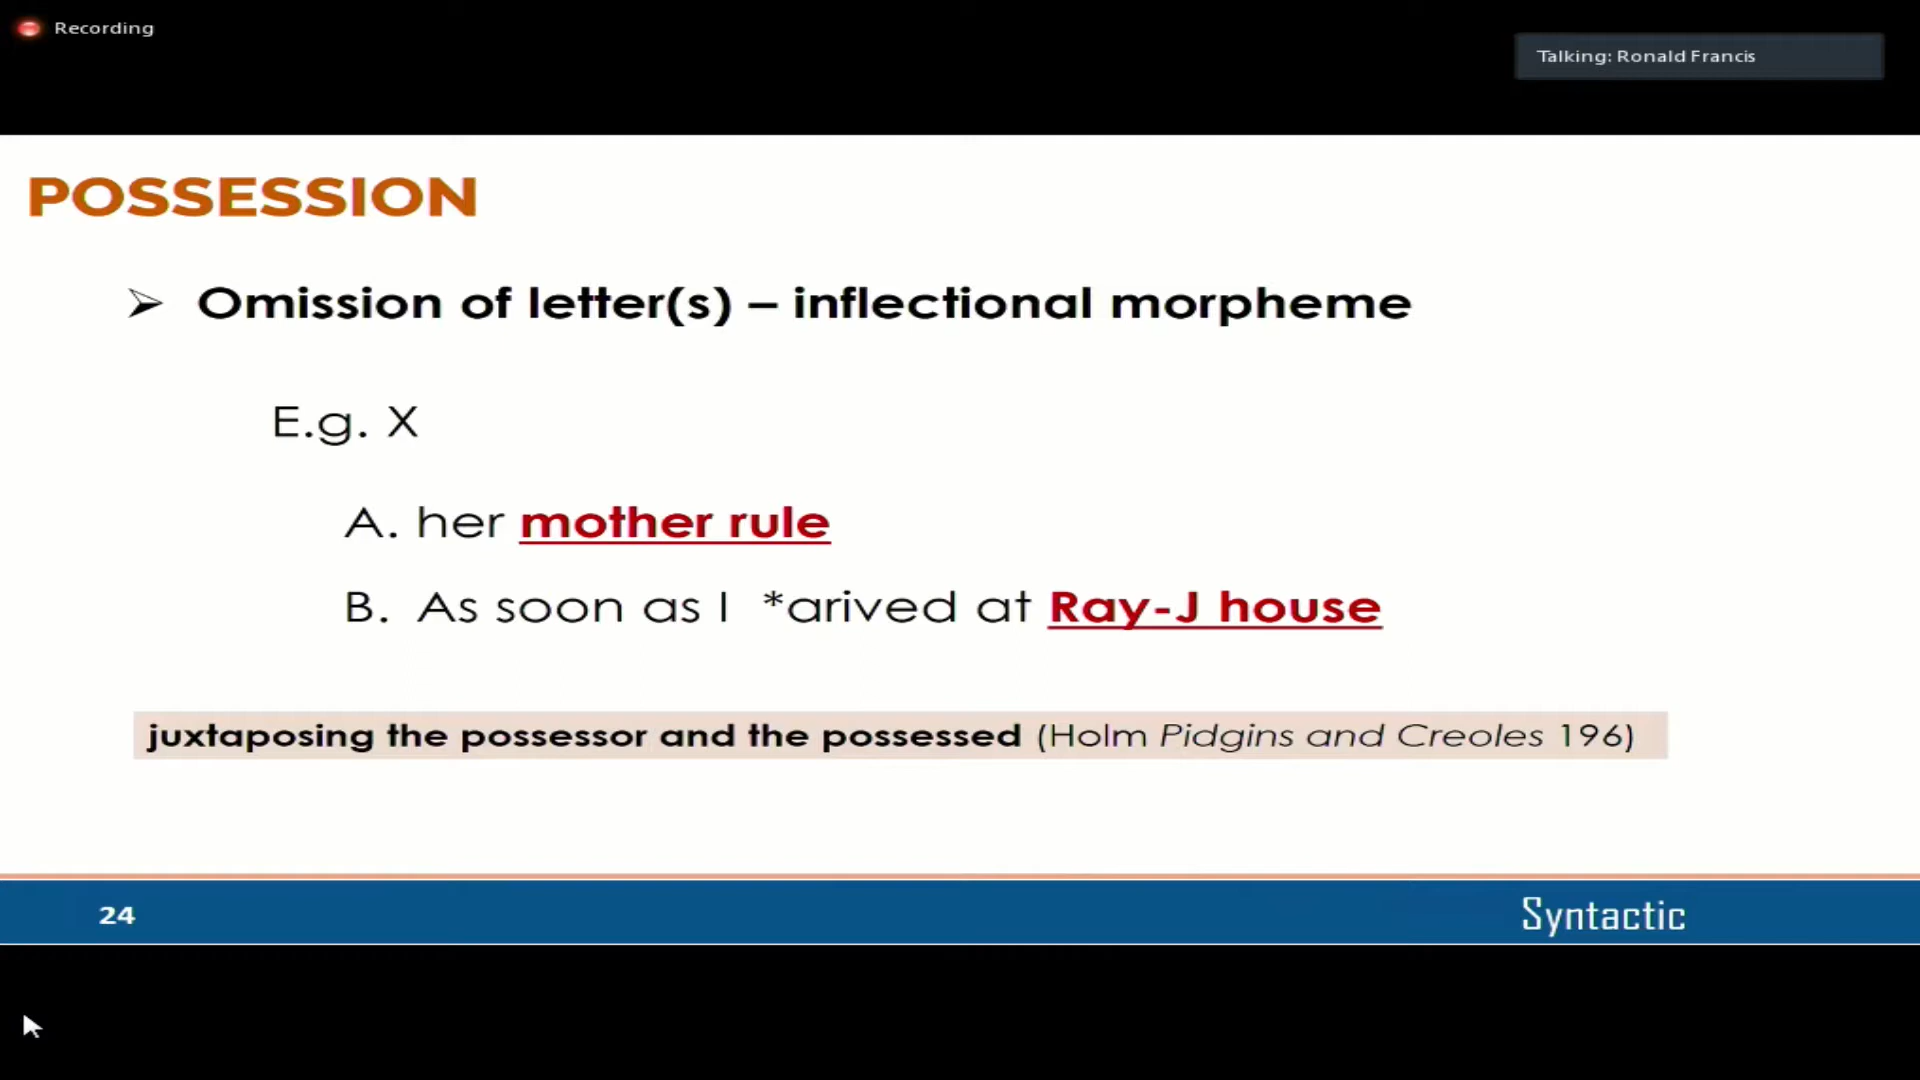 Recording
Talking: Ronald Francis
POSSESSION
➢ Omission of letter(s) – inflectional morpheme
E.g. X
A. her mother rule
B. As soon as I *arived at Ray-J house
juxtaposing the possessor and the possessed (Holm Pidgins and Creoles 196)
24
Syntactic